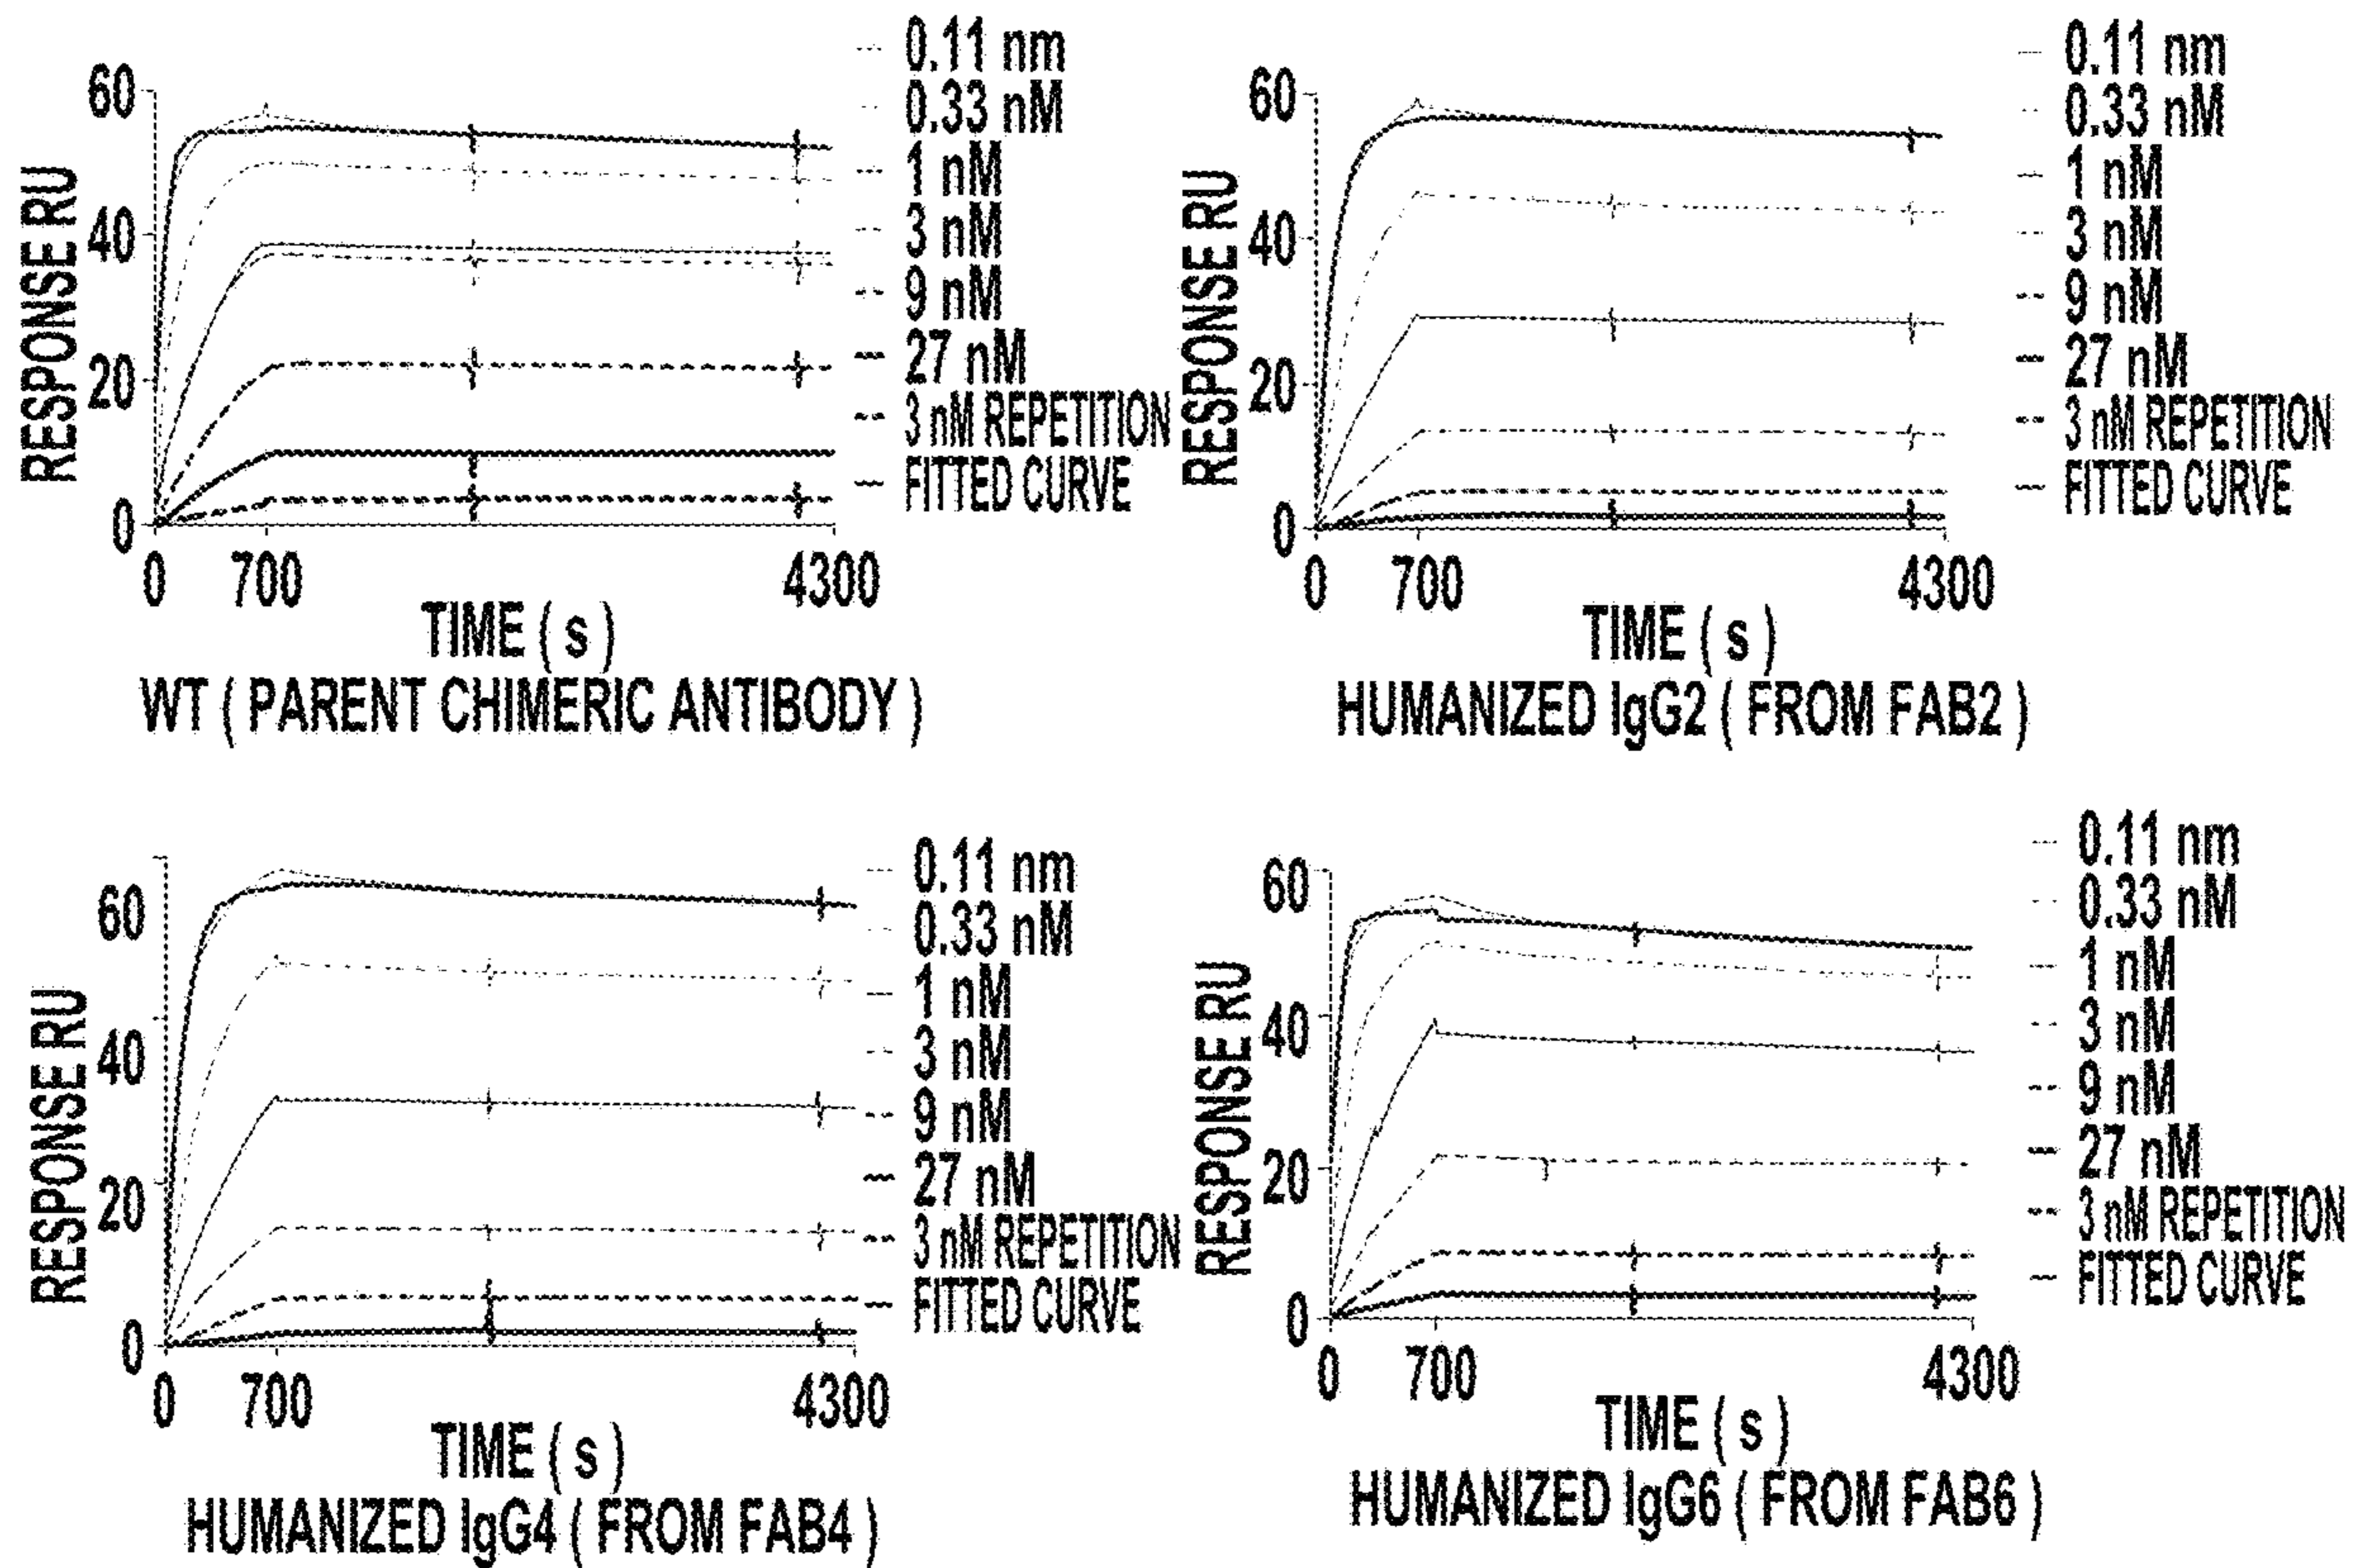 0.11 nm
0.33 nM
1 nM
3 nM
9 nM
27 nM
3 nM REPETITION
FITTED CURVE
RESPONSE RU
60
40
20
0
0 700 4300
TIME ( s )
WT ( PARENT CHIMERIC ANTIBODY )
0.11 nm
0.33 nM
1 nM
3 nM
9 nM
27 nM
3 nM REPETITION
FITTED CURVE
RESPONSE RU
60
40
20
0
0 700 4300
TIME ( s )
HUMANIZED IgG2 ( FROM FAB2 )
0.11 nm
0.33 nM
1 nM
3 nM
9 nM
27 nM
3 nM REPETITION
FITTED CURVE
RESPONSE RU
60
40
20
0
0 700 4300
TIME ( s )
HUMANIZED IgG4 ( FROM FAB4 )
0.11 nm
0.33 nM
1 nM
3 nM
9 nM
27 nM
3 nM REPETITION
FITTED CURVE
RESPONSE RU
60
40
20
0
0 700 4300
TIME ( s )
HUMANIZED IgG6 ( FROM FAB6 )